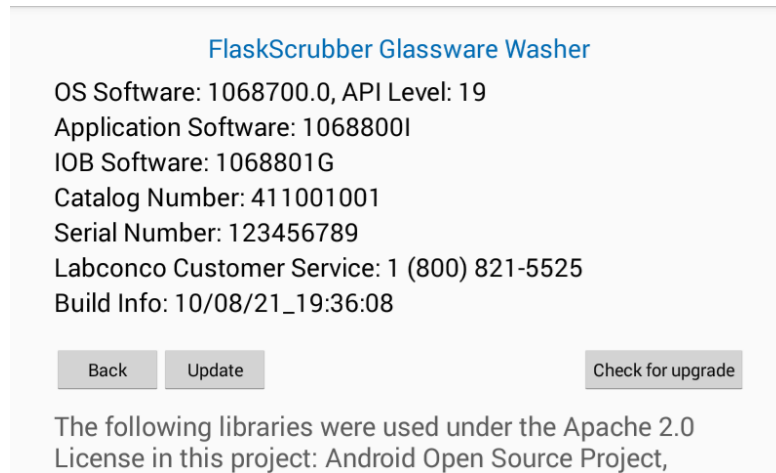 FlaskScrubber Glassware Washer
OS Software: 1068700.0, API Level: 19
Application Software: 1068800I
IOB Software: 1068801G
Catalog Number: 411001001
Serial Number: 123456789
Labconco Customer Service: 1 (800) 821-5525
Build Info: 10/08/21_19:36:08
Back Update Check for upgrade
The following libraries were used under the Apache 2.0
License in this project: Android Open Source Project,